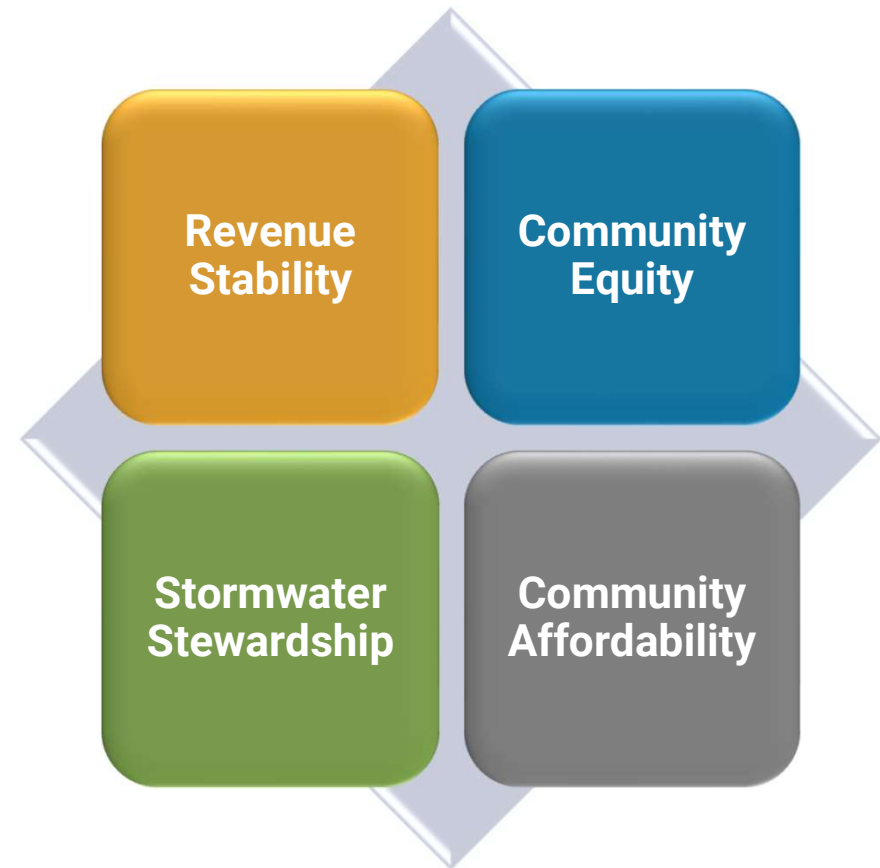 Revenue
Stability
Community
Equity
Stormwater
Stewardship
Community
Affordability